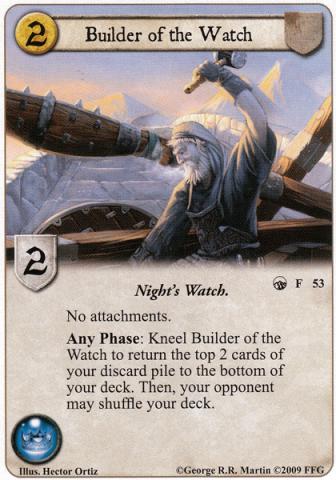 2
Builder of the Watch
2
Night's Watch.
F 53
No attachments.
Any Phase: Kneel Builder of the
Watch to return the top 2 cards of
your discard pile to the bottom of
your deck. Then, your opponent
may shuffle your deck.
Illus. Hector Ortiz
©George R.R. Martin ©2009 FFG